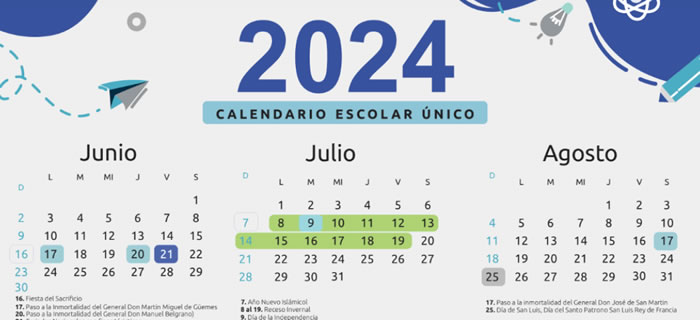 2024
CALENDARIO ESCOLAR ÚNICO
Junio
D L M MI J V S
1
2 3 4 5 6 7 8
9 10 11 12 13 14 15
16 17 18 19 20 21 22
23 24 25 26 27 28 29
30
16. Fiesta del Sacrificio
17. Paso a la Inmortalidad del General Don Martín Miguel de Güemes
20. Paso a la Inmortalidad del General Don Manuel Belgrano)
Julio
D L M MI J V S
1 2 3 4 5 6
7 8 9 10 11 12 13
14 15 16 17 18 19 20
21 22 23 24 25 26 27
28 29 30 31
7. Año Nuevo Islámicol
8 al 19. Receso Invernal
9. Día de la Independencia
Agosto
D L M MI J V S
1 2 3
4 5 6 7 8 9 10
11 12 13 14 15 16 17
18 19 20 21 22 23 24
25 26 27 28 29 30 31
17. Paso a la inmortalidad del General Don José de San Martín
25. Día de San Luis, Día del Santo Patrono San Luis Rey de Francia